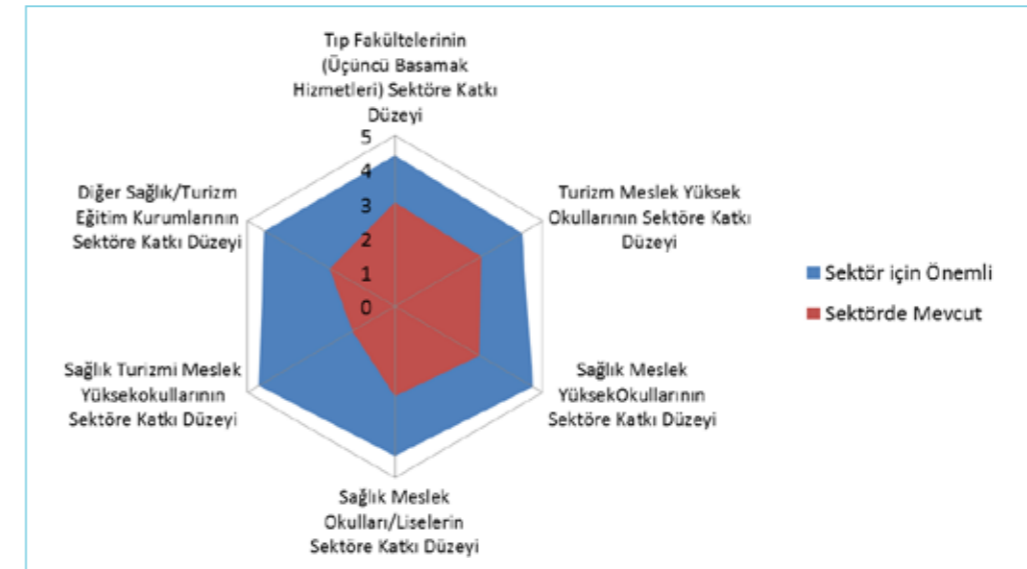 Tıp Fakültelerinin
(Üçüncü Basamak
Hizmetleri) Sektöre Katkı
Düzeyi
5
4
3
2
1
0
Turizm Meslek Yüksek
Okullarının Sektöre Katkı
Düzeyi
Sağlık Meslek
YüksekOkullarının
Sektöre Katkı Düzeyi
Sağlık Meslek
Okulları/Liselerin
Sektöre Katkı Düzeyi
Sağlık Turizmi Meslek
Yüksekokullarının
Sektöre Katkı Düzeyi
Diğer Sağlık/Turizm
Eğitim Kurumlarının
Sektöre Katkı Düzeyi
Sektör için Önemli
Sektörde Mevcut